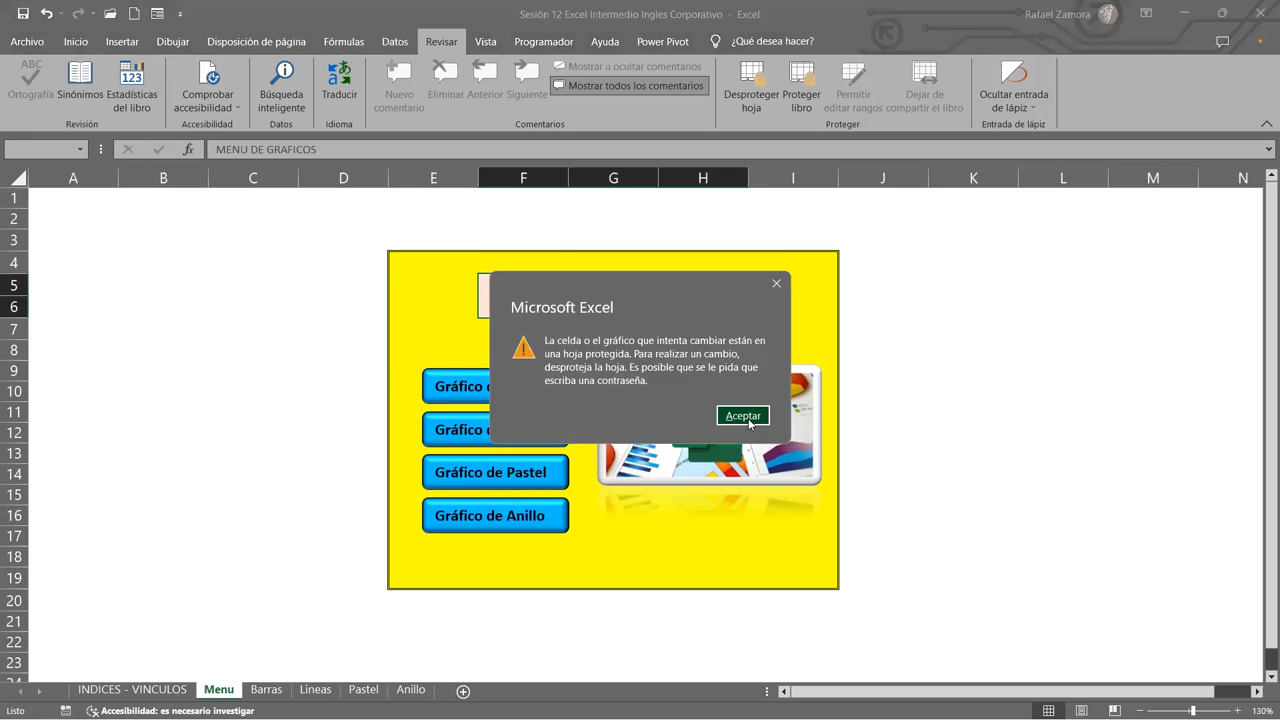 Sesión 12 Excel Intermedio Ingles Corporativo - Excel
Rafael Zamora
Archivo Inicio Insertar Dibujar Disposición de página Fórmulas Datos Revisar Vista Programador Ayuda Power Pivot ¿Qué desea hacer?
ABC
Ortografía
Sinónimos
123
Estadísticas
del libro
Revisión
Comprobar
accesibilidad
Accesibilidad
Búsqueda
inteligente
Datos
Traducir
Idioma
Nuevo
comentario
Eliminar
Anterior
Siguiente
Mostrar u ocultar comentarios
Mostrar todos los comentarios
Comentarios
Desproteger
hoja
Proteger
libro
Permitir
editar rangos
Dejar de
compartir el libro
Proteger
Ocultar entrada
de lápiz
Entrada de lápiz
fx MENU DE GRAFICOS
A B C D E F G H I J K L M N
1
2
3
4
5
6
7
8
9
10
11
12
13
14
15
16
17
18
19
20
21
22
23
Microsoft Excel
La celda o el gráfico que intenta cambiar están en
una hoja protegida. Para realizar un cambio,
desproteja la hoja. Es posible que se le pida que
escriba una contraseña.
Aceptar
Gráfico
Gráfico
Gráfico de Pastel
Gráfico de Anillo
INDICES - VINCULOS Menu Barras Lineas Pastel Anillo
Listo Accesibilidad: es necesario investigar 130%